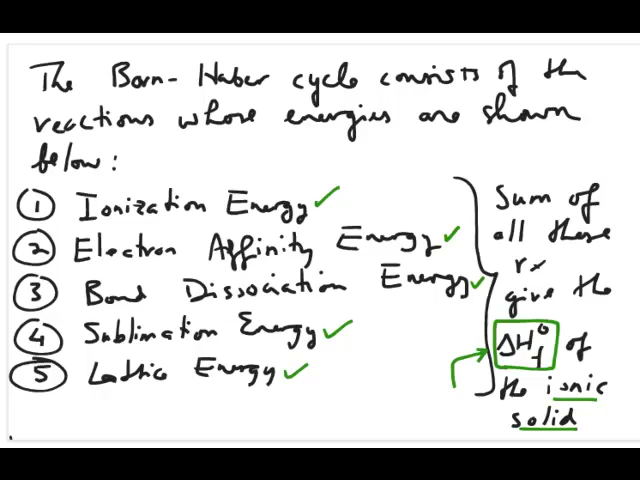 The Born-Haber cycle consists of the
reactions whose energies are shown
below:
① Ionization Energy ✓
② Electron Affinity Energy ✓
③ Bond Dissociation Energy ✓
④ Sublimation Energy ✓
⑤ Lattice Energy ✓
Sum of
all these
rx
give the
ΔH°f of
the ionic
solid